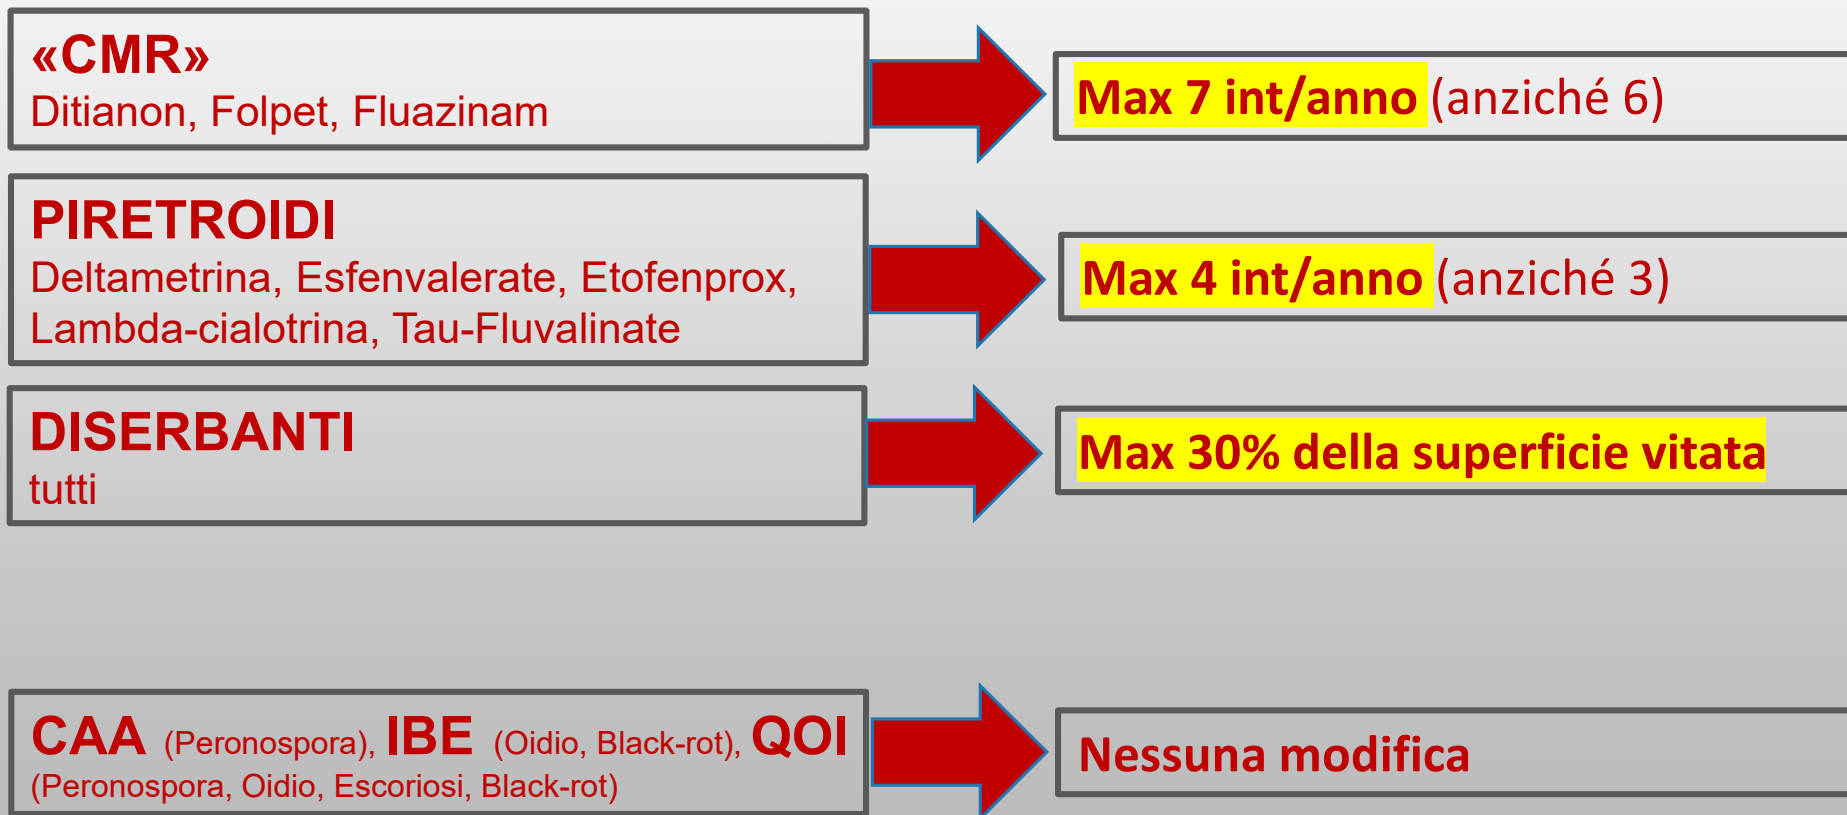 «CMR»
Ditianon, Folpet, Fluazinam
Max 7 int/anno (anziché 6)
PIRETROIDI
Deltametrina, Esfenvalerate, Etofenprox,
Lambda-cialotrina, Tau-Fluvalinate
Max 4 int/anno (anziché 3)
DISERBANTI
tutti
Max 30% della superficie vitata
CAA (Peronospora), IBE (Oidio, Black-rot), QOI
(Peronospora, Oidio, Escoriosi, Black-rot)
Nessuna modifica